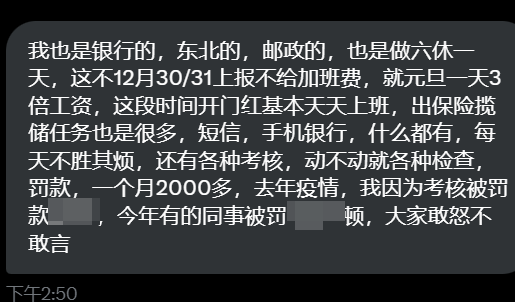 我也是银行的，东北的，邮政的，也是做六休一
天，这不12月30/31上报不给加班费，就元旦一天3
倍工资，这段时间开门红基本天天上班，出保险揽
储任务也是很多，短信，手机银行，什么都有，每
天不胜其烦，还有各种考核，动不动就各种检查，
罚款，一个月2000多，去年疫情，我因为考核被罚
款，今年有的同事被罚顿，大家敢怒不
敢言
下午2:50